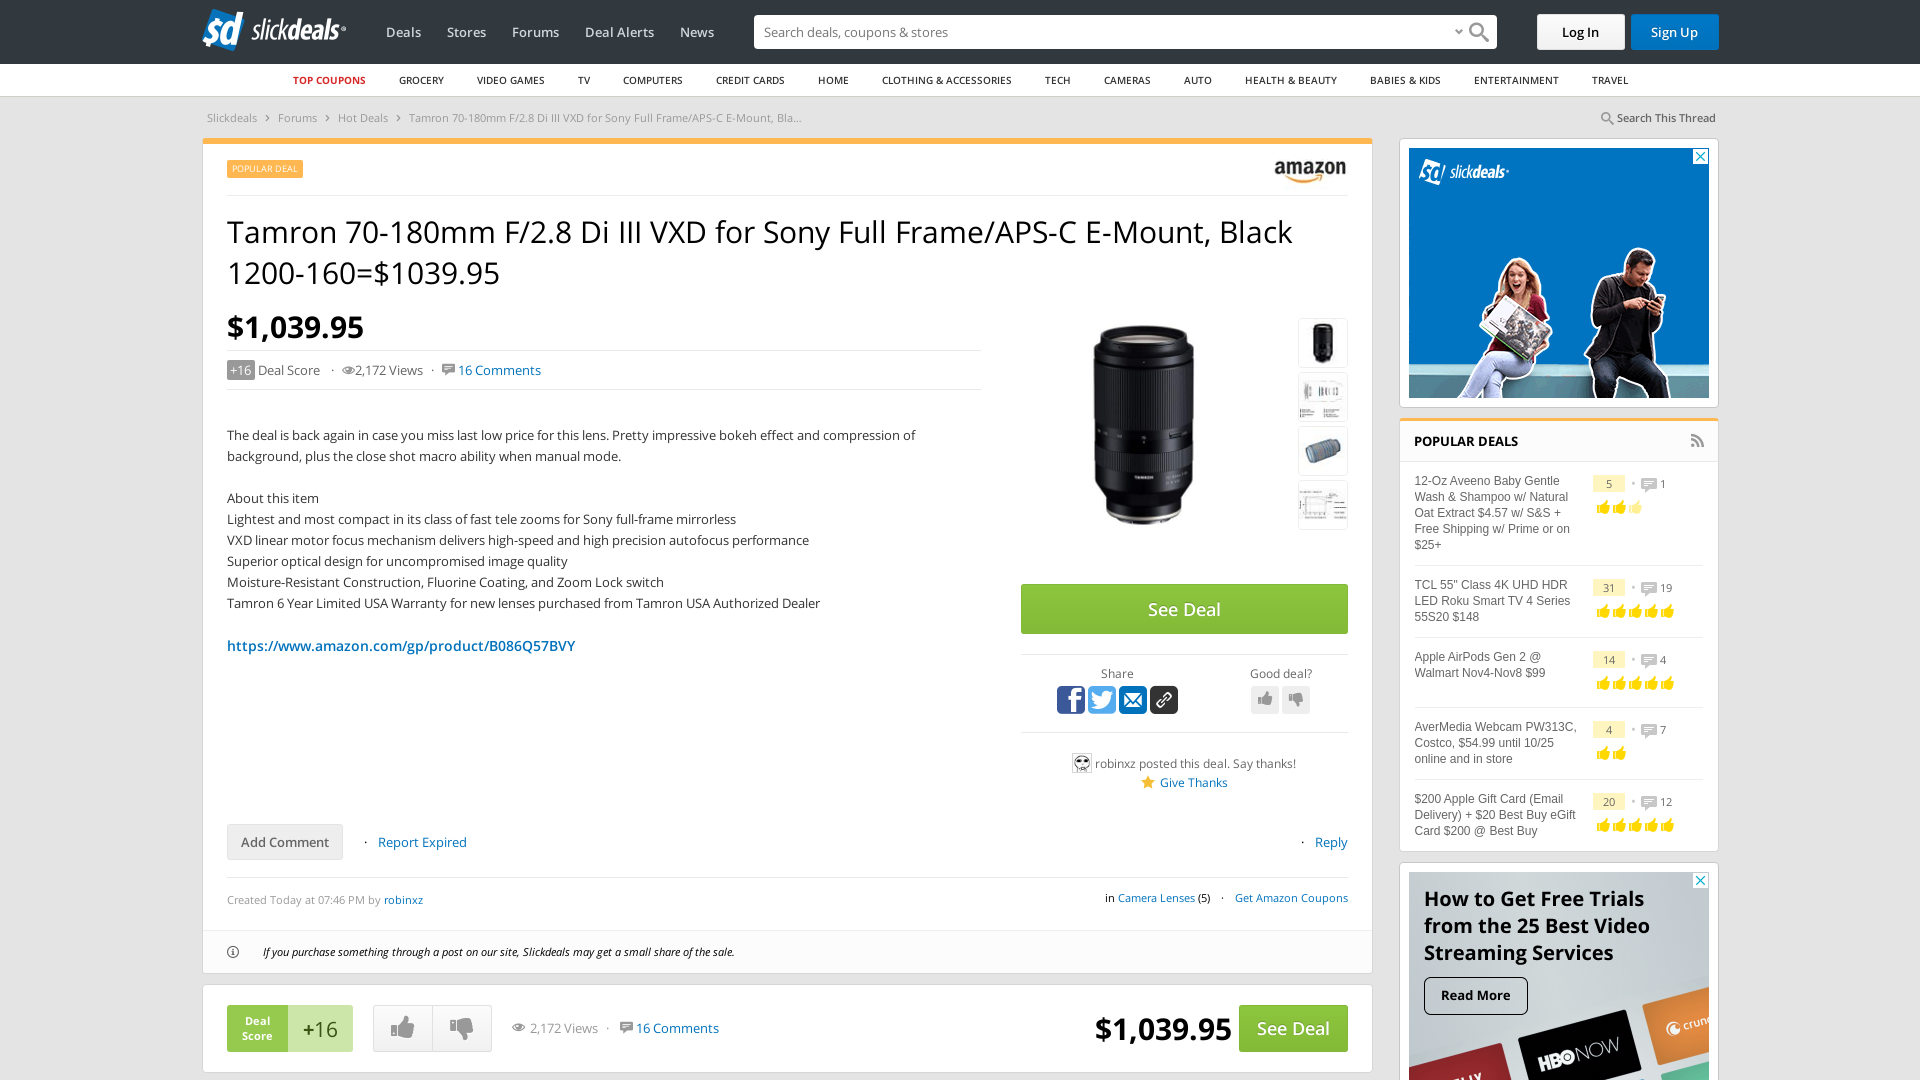 slickdeals
Deals
Stores
Forums
Deal Alerts
News
Search deals, coupons & stores
Log In
Sign Up
TOP COUPONS
GROCERY
VIDEO GAMES
TV
COMPUTERS
CREDIT CARDS
HOME
CLOTHING & ACCESSORIES
TECH
CAMERAS
AUTO
HEALTH & BEAUTY
BABIES & KIDS
ENTERTAINMENT
TRAVEL
Slickdeals › Forums › Hot Deals › Tamron 70-180mm F/2.8 Di III VXD for Sony Full Frame/APS-C E-Mount, Bla...
Search This Thread
POPULAR DEAL
amazon
Tamron 70-180mm F/2.8 Di III VXD for Sony Full Frame/APS-C E-Mount, Black
1200-160=$1039.95
$1,039.95
+16 Deal Score · 2,172 Views · 16 Comments
The deal is back again in case you miss last low price for this lens. Pretty impressive bokeh effect and compression of
background, plus the close shot macro ability when manual mode.
About this item
Lightest and most compact in its class of fast tele zooms for Sony full-frame mirrorless
VXD linear motor focus mechanism delivers high-speed and high precision autofocus performance
Superior optical design for uncompromised image quality
Moisture-Resistant Construction, Fluorine Coating, and Zoom Lock switch
Tamron 6 Year Limited USA Warranty for new lenses purchased from Tamron USA Authorized Dealer
https://www.amazon.com/gp/product/B086Q57BVY
TAMRON
See Deal
Share
Good deal?
robinxz posted this deal. Say thanks!
Give Thanks
Add Comment
· Report Expired
· Reply
Created Today at 07:46 PM by robinxz
in Camera Lenses (5) · Get Amazon Coupons
If you purchase something through a post on our site, Slickdeals may get a small share of the sale.
Deal
Score
+16
2,172 Views · 16 Comments
$1,039.95
See Deal
slickdeals
POPULAR DEALS
12-Oz Aveeno Baby Gentle
Wash & Shampoo w/ Natural
Oat Extract $4.57 w/ S&S +
Free Shipping w/ Prime or on
$25+
5 · 1
TCL 55" Class 4K UHD HDR
LED Roku Smart TV 4 Series
55S20 $148
31 · 19
Apple AirPods Gen 2 @
Walmart Nov4-Nov8 $99
14 · 4
AverMedia Webcam PW313C,
Costco, $54.99 until 10/25
online and in store
4 · 7
$200 Apple Gift Card (Email
Delivery) + $20 Best Buy eGift
Card $200 @ Best Buy
20 · 12
How to Get Free Trials
from the 25 Best Video
Streaming Services
Read More
HBO NOW